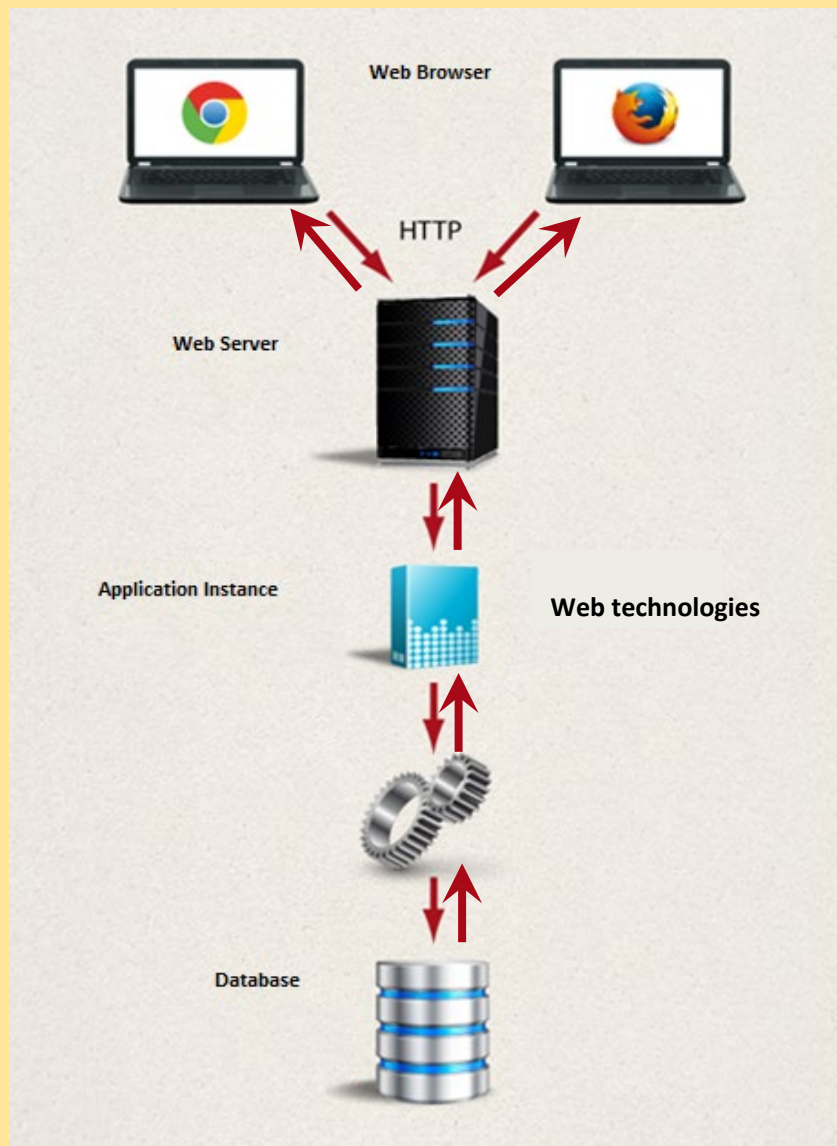 Web Browser
HTTP
Web Server
Application Instance
Web technologies
Database